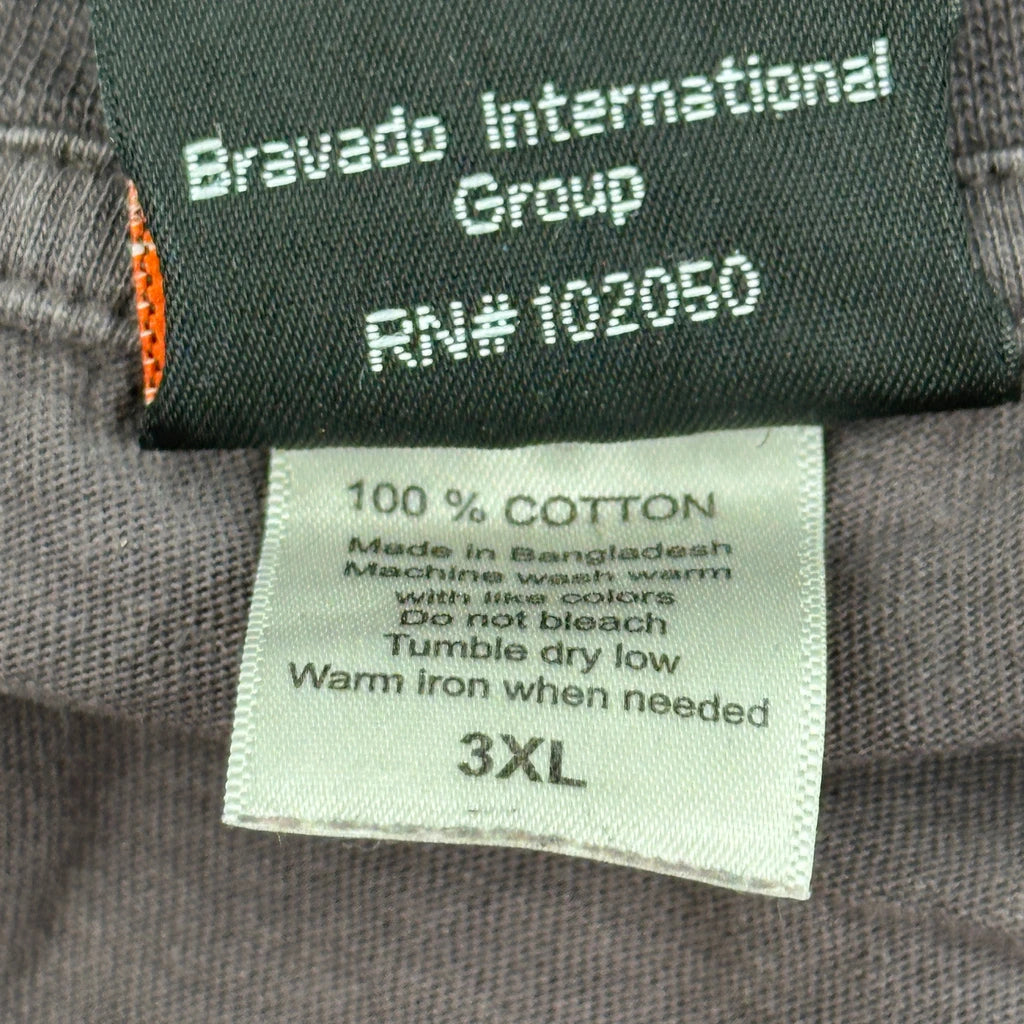 Bravado International
Group
RN#102050
100 % COTTON
Made in Bangladesh
Machine wash warm
with like colors
Do not bleach
Tumble dry low
Warm iron when needed
3XL